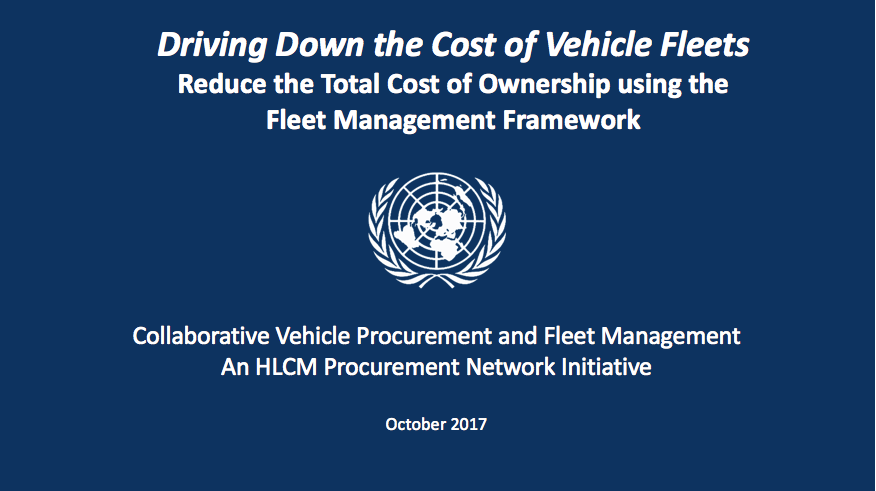 Driving Down the Cost of Vehicle Fleets
Reduce the Total Cost of Ownership using the
Fleet Management Framework
Collaborative Vehicle Procurement and Fleet Management
An HLCM Procurement Network Initiative
October 2017